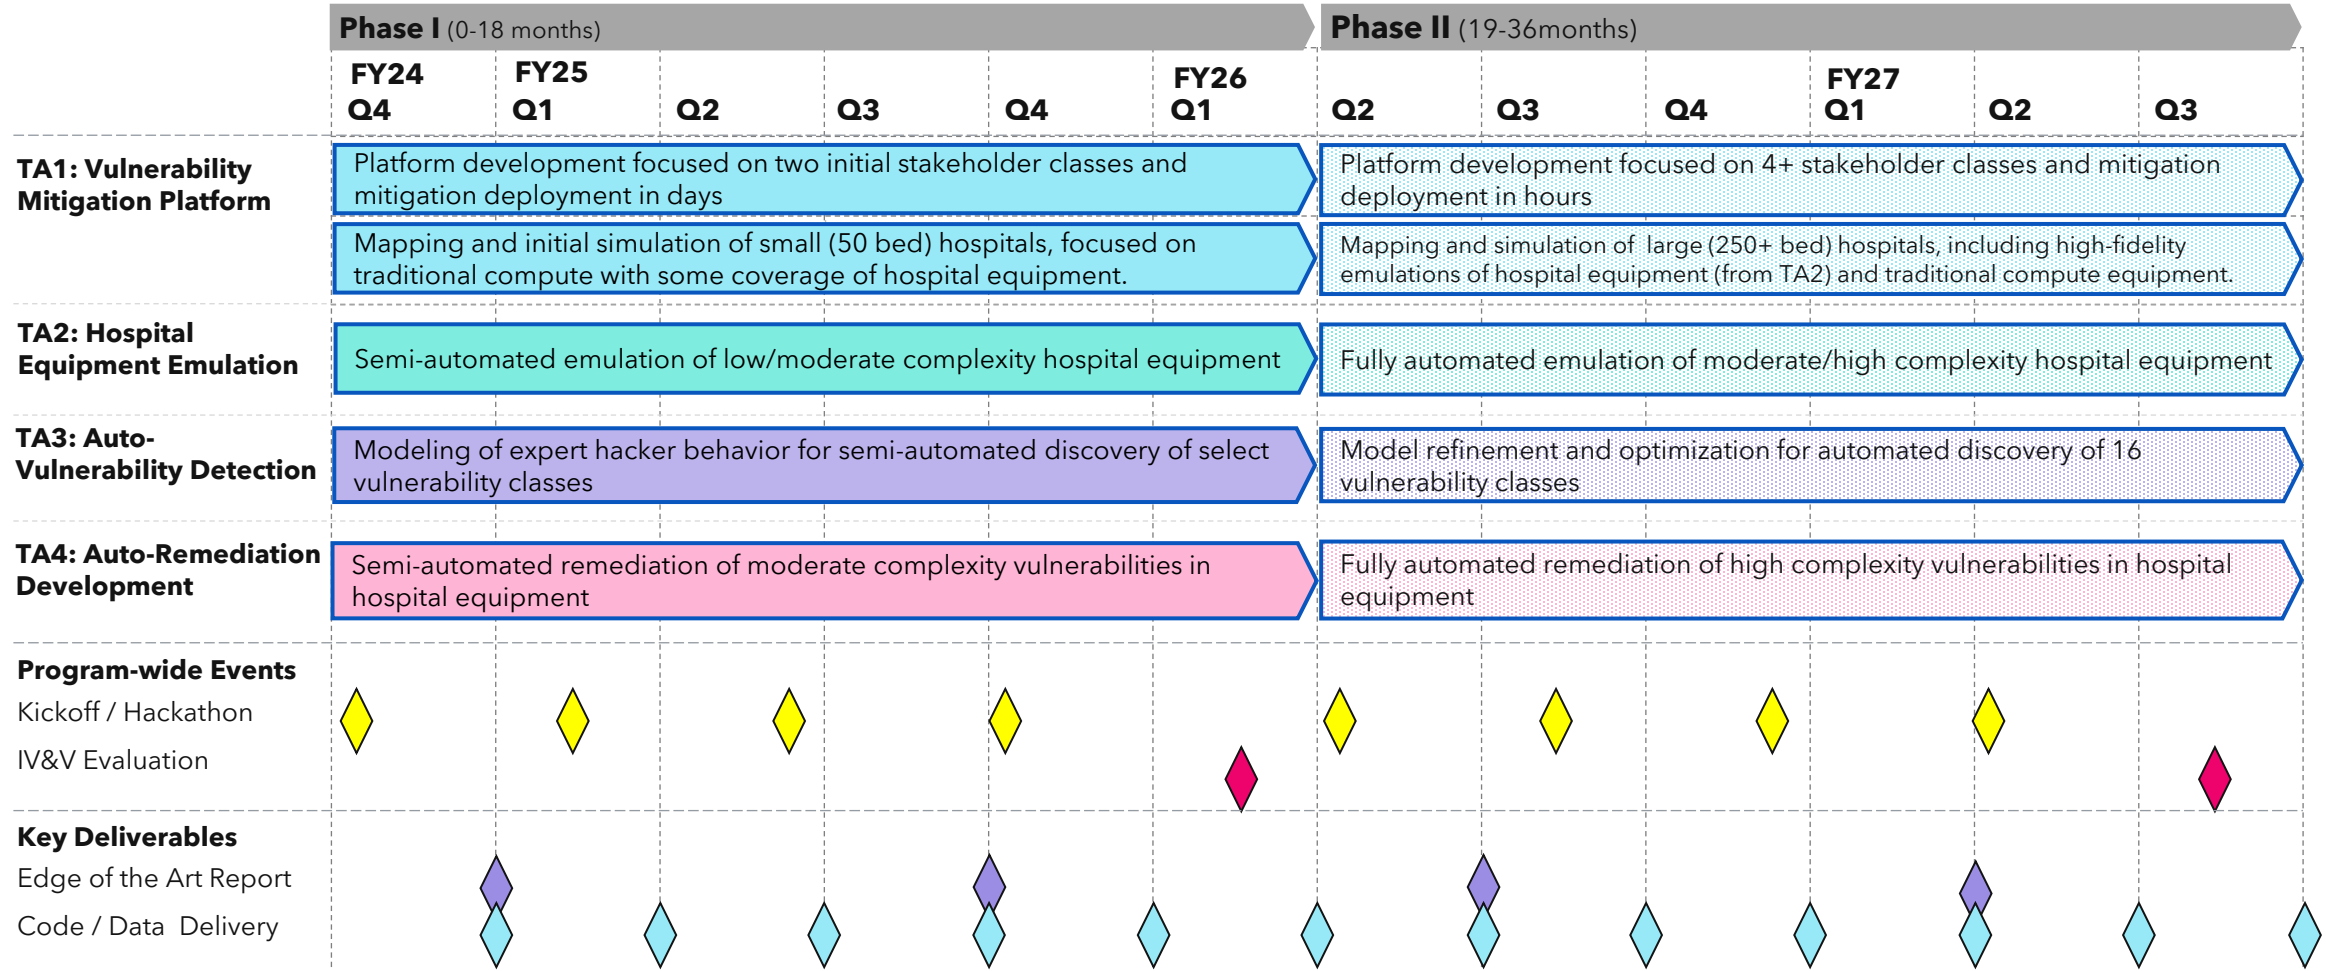 Phase I (0-18 months)
Phase II (19-36months)
FY24
FY25
FY26
FY27
Q4
Q1
Q2
Q3
Q4
Q1
Q2
Q3
Q4
Q1
Q2
Q3
TA1: Vulnerability
Mitigation Platform
Platform development focused on two initial stakeholder classes and
mitigation deployment in days
Platform development focused on 4+ stakeholder classes and mitigation
deployment in hours
Mapping and initial simulation of small (50 bed) hospitals, focused on
traditional compute with some coverage of hospital equipment.
Mapping and simulation of large (250+ bed) hospitals, including high-fidelity
emulations of hospital equipment (from TA2) and traditional compute equipment.
TA2: Hospital
Equipment Emulation
Semi-automated emulation of low/moderate complexity hospital equipment
Fully automated emulation of moderate/high complexity hospital equipment
TA3: Auto-
Vulnerability Detection
Modeling of expert hacker behavior for semi-automated discovery of select
vulnerability classes
Model refinement and optimization for automated discovery of 16
vulnerability classes
TA4: Auto-Remediation
Development
Semi-automated remediation of moderate complexity vulnerabilities in
hospital equipment
Fully automated remediation of high complexity vulnerabilities in hospital
equipment
Program-wide Events
Kickoff / Hackathon
IV&V Evaluation
Key Deliverables
Edge of the Art Report
Code / Data Delivery